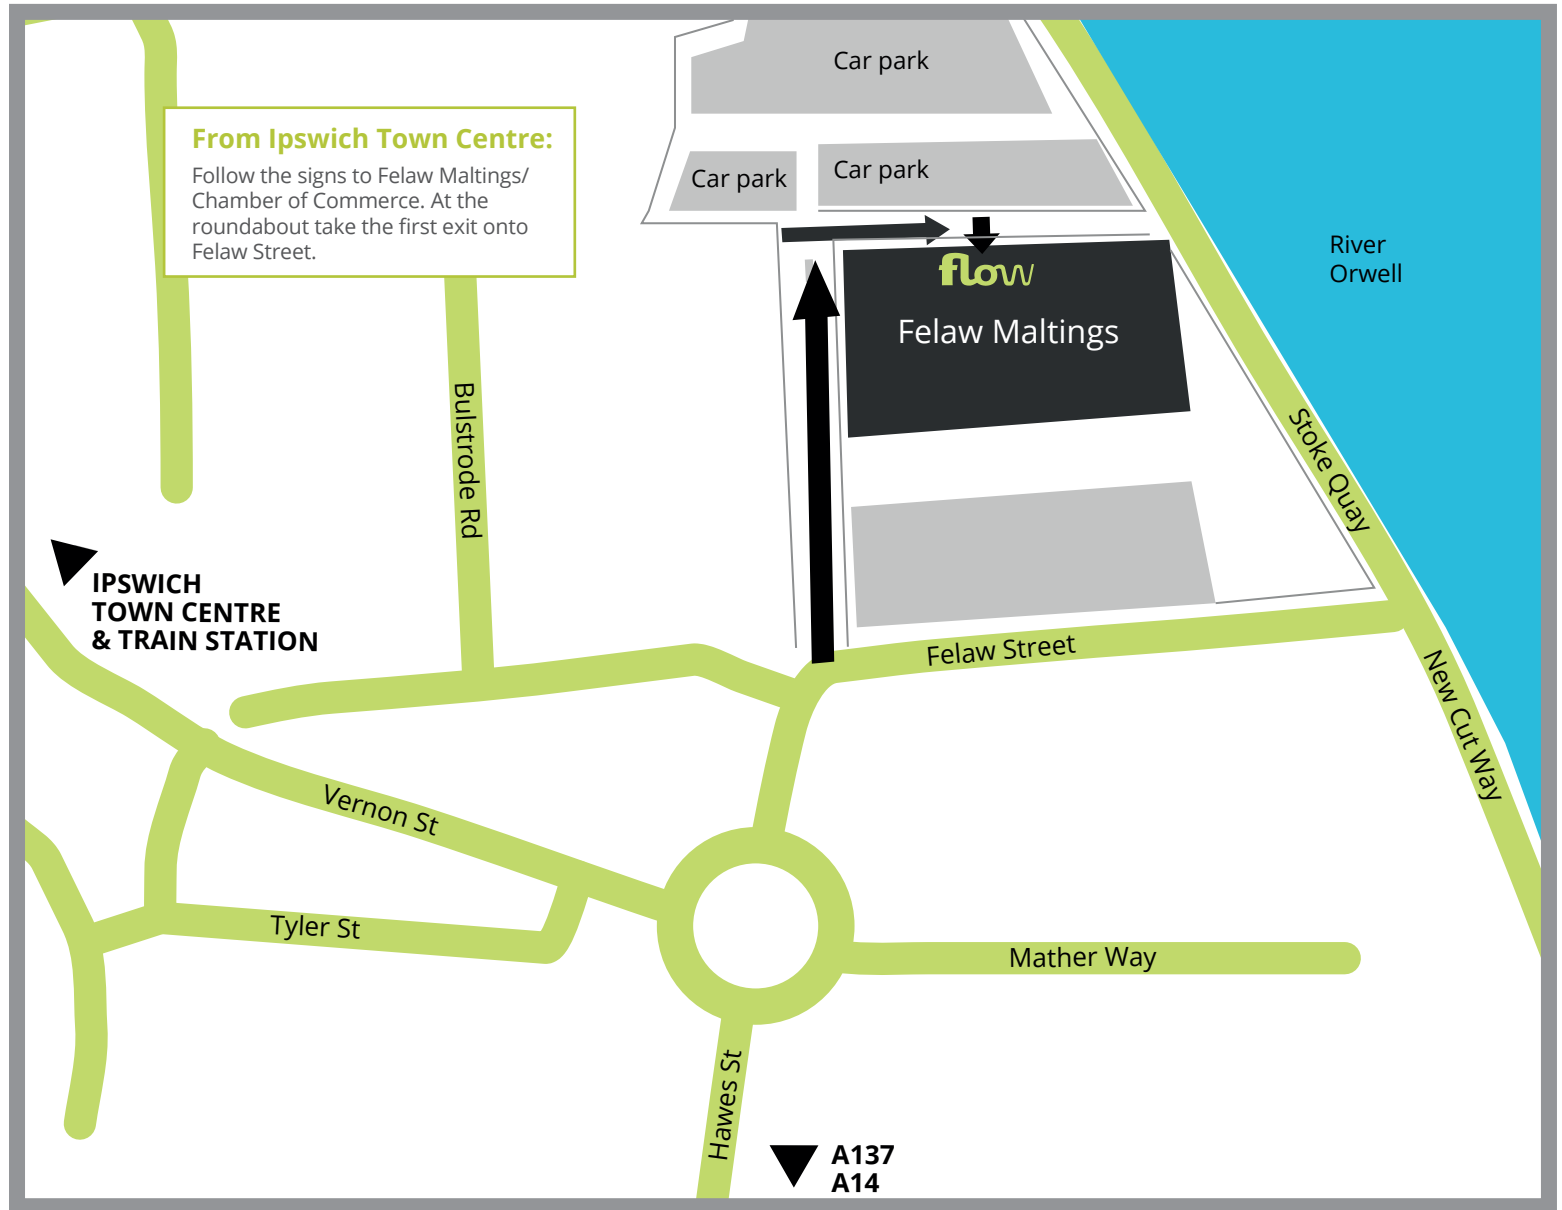 Car park
Car park
Car park
From Ipswich Town Centre:
Follow the signs to Felaw Maltings/
Chamber of Commerce. At the
roundabout take the first exit onto
Felaw Street.
River
Orwell
flow
Felaw Maltings
Bulstrode Rd
Stoke Quay
IPSWICH
TOWN CENTRE
& TRAIN STATION
Felaw Street
New Cut Way
Vernon St
Tyler St
Mather Way
Hawes St
A137
A14